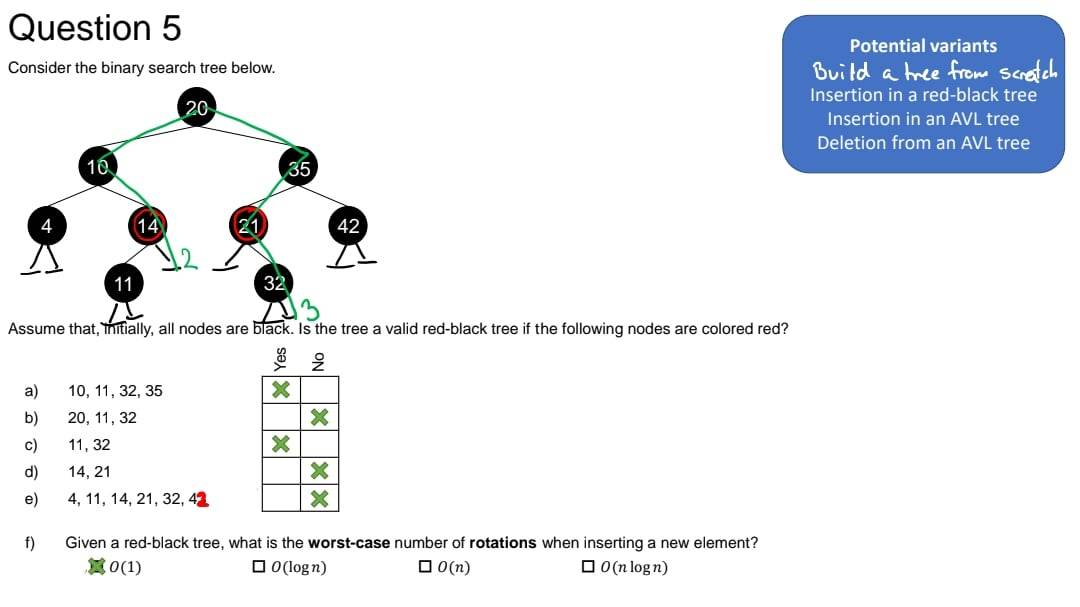 Question 5
Consider the binary search tree below.
Potential variants
Build a tree from scratch
Insertion in a red-black tree
Insertion in an AVL tree
Deletion from an AVL tree
20
10 35
4 14 21 42
2
11 32
3
Assume that, initially, all nodes are black. Is the tree a valid red-black tree if the following nodes are colored red?
Yes No
a) 10, 11, 32, 35
b) 20, 11, 32
c) 11, 32
d) 14, 21
e) 4, 11, 14, 21, 32, 42
f) Given a red-black tree, what is the worst-case number of rotations when inserting a new element?
O(1) O(log n) O(n) O(n log n)